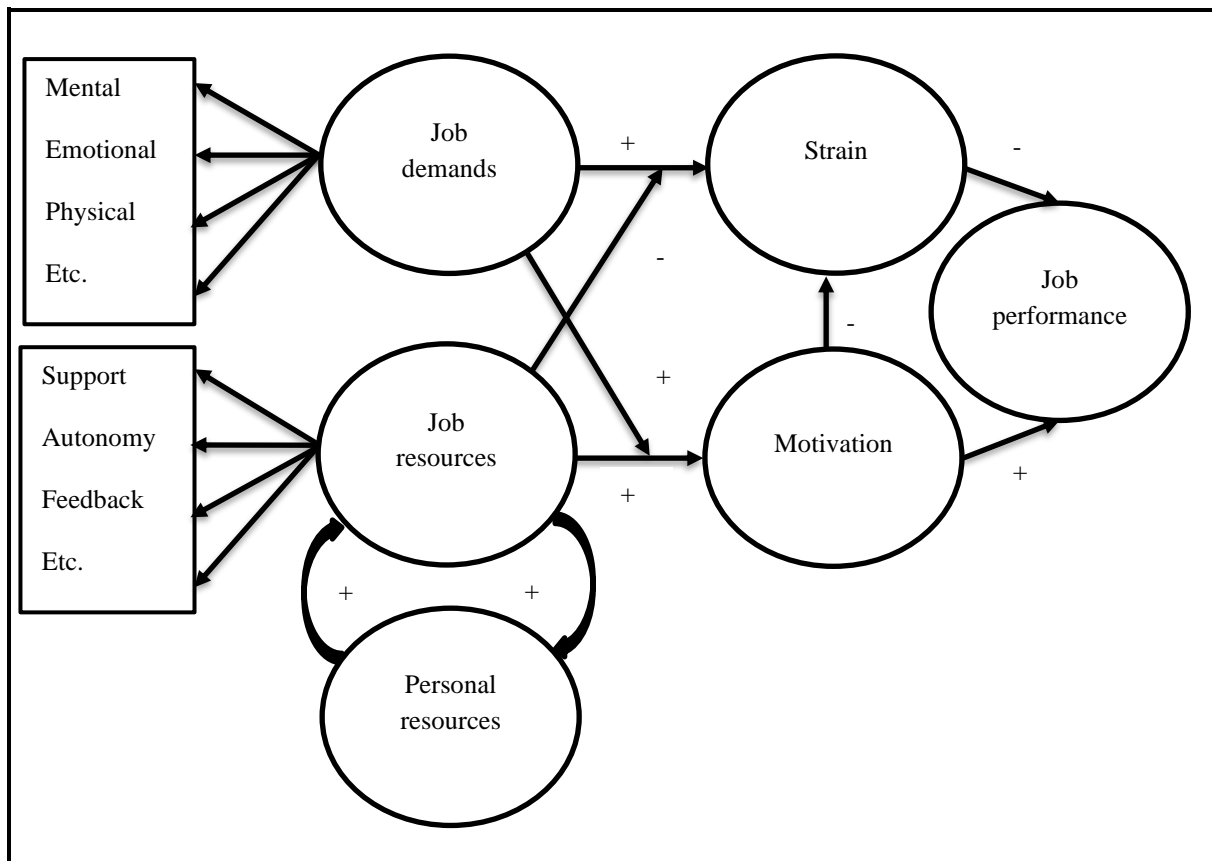 Mental
Emotional
Physical
Etc.
Job
demands
+
Strain
-
-
Job
performance
Support
Autonomy
Feedback
Etc.
Job
resources
+
-
+
Motivation
+
+
+
Personal
resources